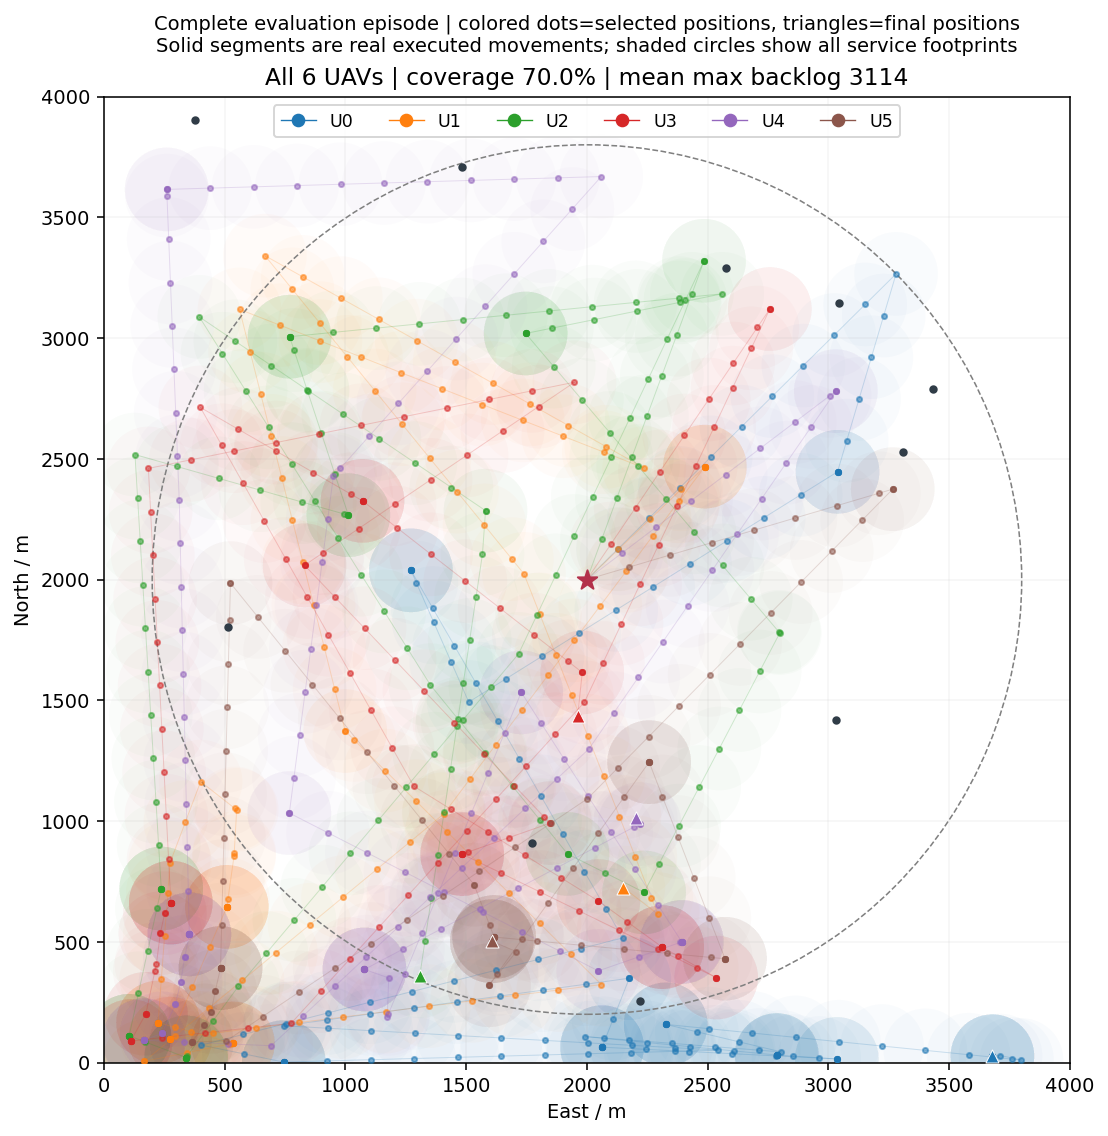 Complete evaluation episode | colored dots=selected positions, triangles=final positions
Solid segments are real executed movements; shaded circles show all service footprints
All 6 UAVs | coverage 70.0% | mean max backlog 3114
U0 U1 U2 U3 U4 U5
4000
3500
3000
2500
2000
1500
1000
500
0
North / m
0 500 1000 1500 2000 2500 3000 3500 4000
East / m